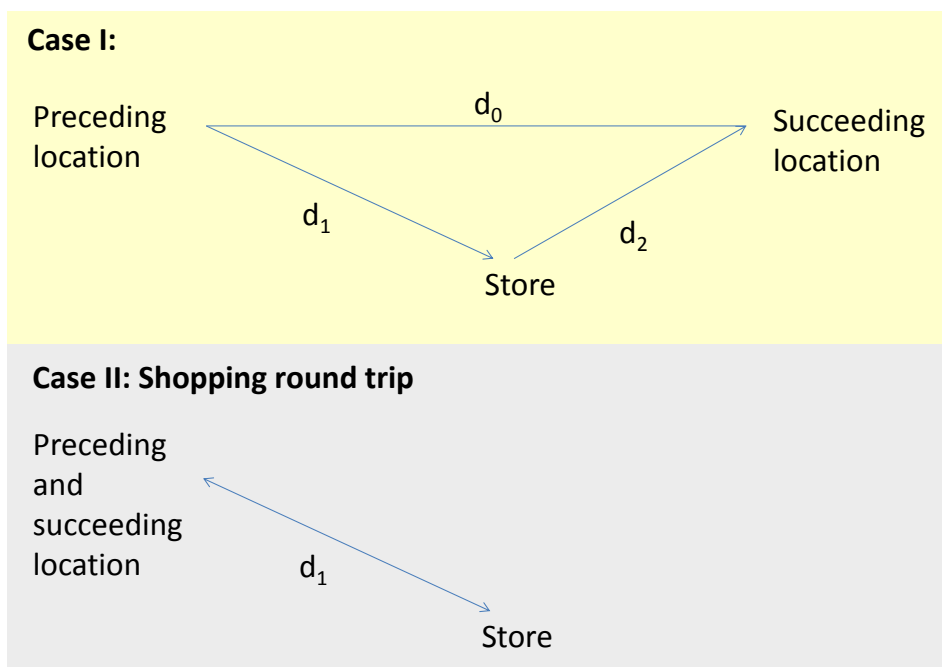 Case I:
d₀
Preceding
location
Succeeding
location
d₁
d₂
Store
Case II: Shopping round trip
Preceding
and
succeeding
location
d₁
Store